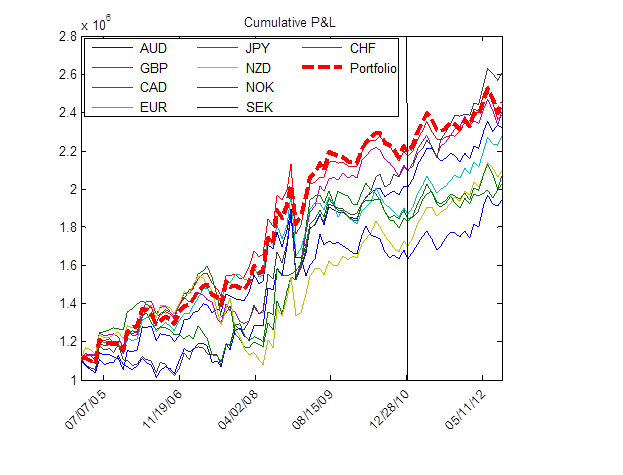 Cumulative P&L
x 10^6
2.8
2.6
2.4
2.2
2
1.8
1.6
1.4
1.2
1
AUD JPY CHF
GBP NZD Portfolio
CAD NOK
EUR SEK
07/07/05 11/19/06 04/02/08 08/15/09 12/28/10 05/11/12